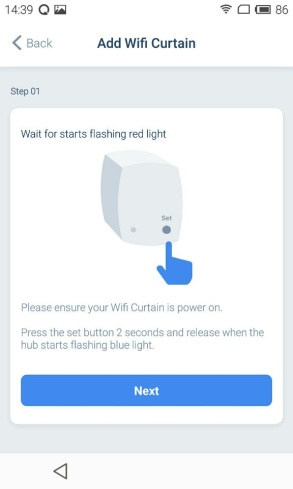 14:39 86
Back Add Wifi Curtain
Step 01
Wait for starts flashing red light
Set
Please ensure your Wifi Curtain is power on.
Press the set button 2 seconds and release when the
hub starts flashing blue light.
Next